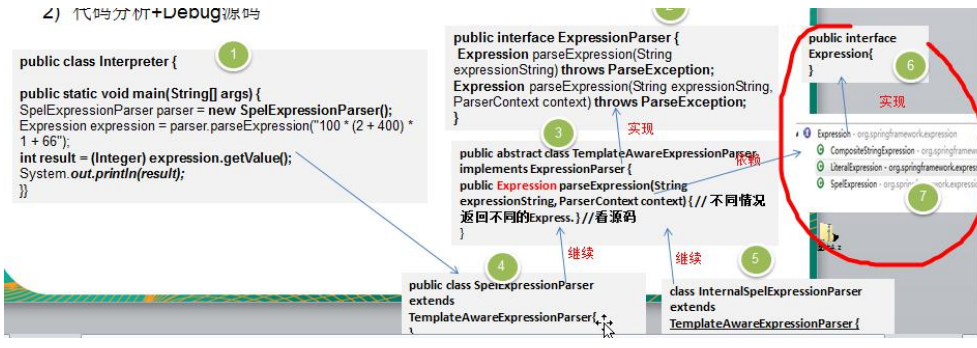 2) 代码分析+Debug源码
1
public class Interpreter {
public static void main(String[] args) {
SpelExpressionParser parser = new SpelExpressionParser();
Expression expression = parser.parseExpression("100 * (2 + 400) *
1 + 66");
int result = (Integer) expression.getValue();
System.out.println(result);
}}
2
public interface ExpressionParser {
Expression parseExpression(String
expressionString) throws ParseException;
Expression parseExpression(String expressionString,
ParserContext context) throws ParseException;
}
3
实现
public abstract class TemplateAwareExpressionParser
implements ExpressionParser {
public Expression parseExpression(String
expressionString, ParserContext context) { // 不同情况
返回不同的Express. } //看源码
}
依赖
4
继续
public class SpelExpressionParser
extends
TemplateAwareExpressionParser{
}
5
继续
class InternalSpelExpressionParser
extends
TemplateAwareExpressionParser {
public interface
Expression{
}
6
实现
Expression - org.springframework.expression
CompositeStringExpression - org.springframework
LiteralExpression - org.springframework.express
SpelExpression - org.springframework.express
7